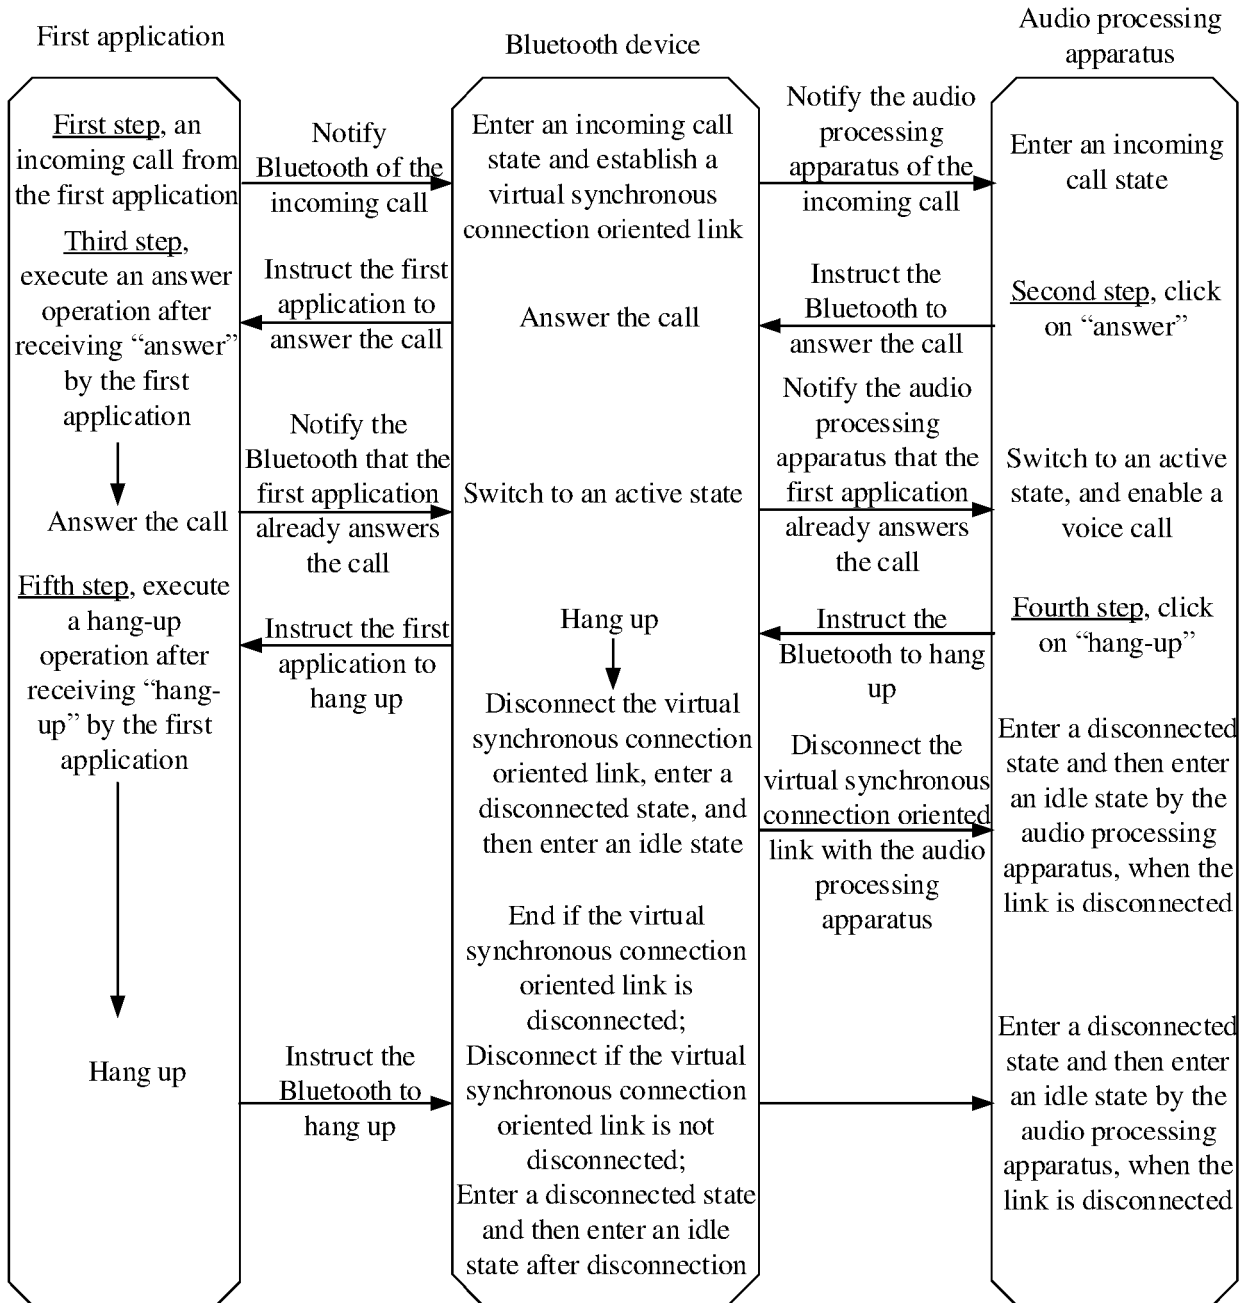 First application
Bluetooth device
Audio processing
apparatus
First step, an
incoming call from
the first application
Notify
Bluetooth of the
incoming call
Enter an incoming call
state and establish a
virtual synchronous
connection oriented link
Notify the audio
processing
apparatus of the
incoming call
Enter an incoming
call state
Third step,
execute an answer
operation after
receiving “answer”
by the first
application
Instruct the first
application to
answer the call
Answer the call
Instruct the
Bluetooth to
answer the call
Second step, click
on “answer”
Answer the call
Notify the
Bluetooth that the
first application
already answers
the call
Switch to an active state
Notify the audio
processing
apparatus that the
first application
already answers
the call
Switch to an active
state, and enable a
voice call
Fifth step, execute
a hang-up
operation after
receiving “hang-
up” by the first
application
Instruct the first
application to
hang up
Hang up
Instruct the
Bluetooth to hang
up
Fourth step, click
on “hang-up”
Disconnect the virtual
synchronous connection
oriented link, enter a
disconnected state, and
then enter an idle state
Disconnect the
virtual synchronous
connection oriented
link with the audio
processing
apparatus
Enter a disconnected
state and then enter
an idle state by the
audio processing
apparatus, when the
link is disconnected
Hang up
Instruct the
Bluetooth to
hang up
End if the virtual
synchronous connection
oriented link is
disconnected;
Disconnect if the virtual
synchronous connection
oriented link is not
disconnected;
Enter a disconnected state
and then enter an idle
state after disconnection
Enter a disconnected
state and then enter
an idle state by the
audio processing
apparatus, when the
link is disconnected